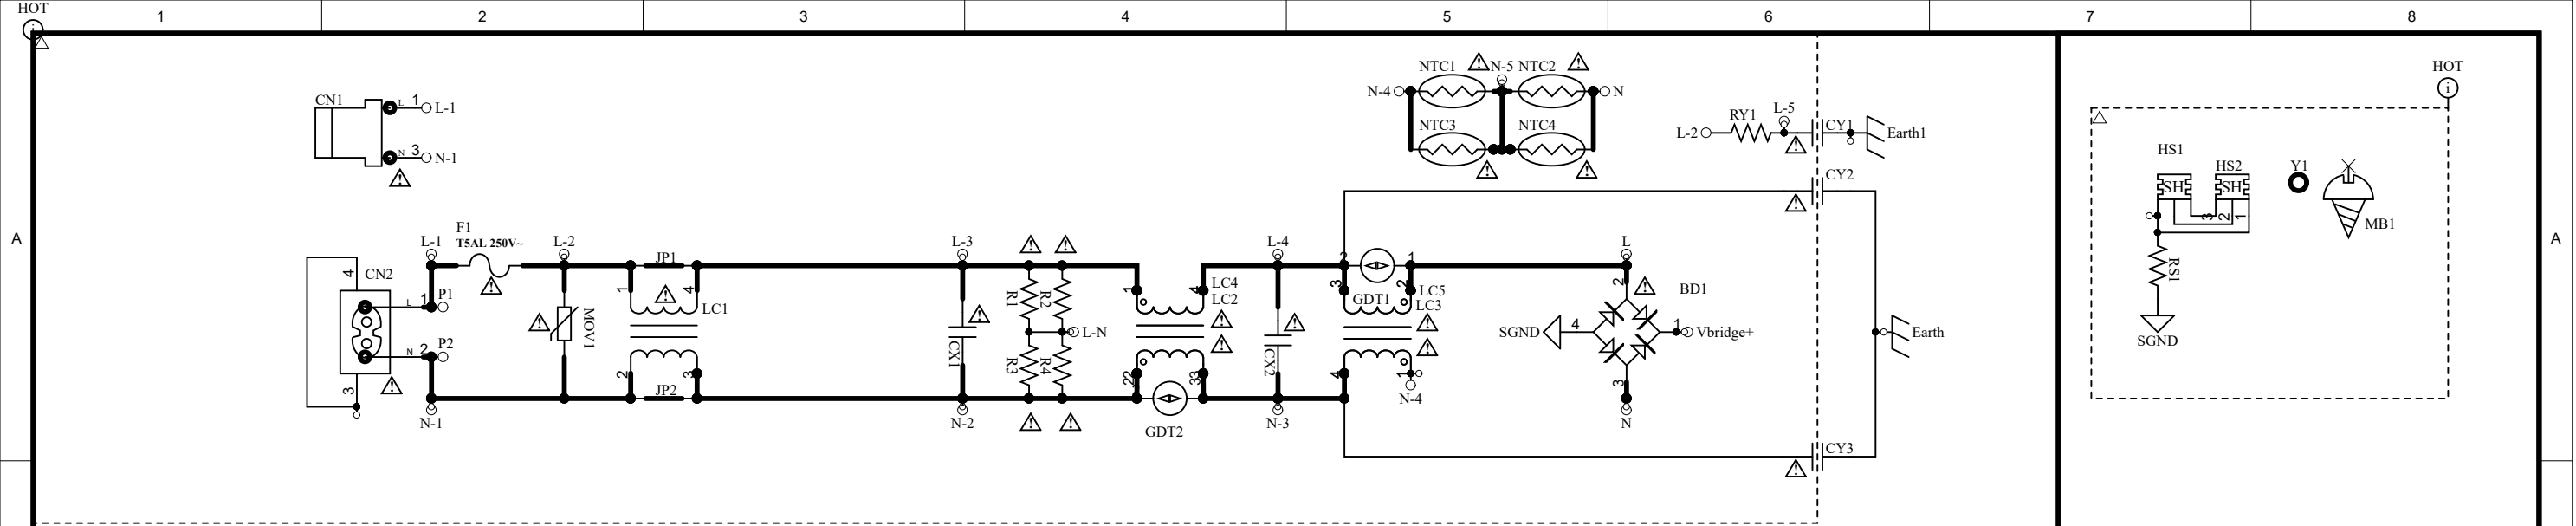 HOT
1 2 3 4 5 6 7 8
i
NTC1 N-5 NTC2
HOT
i
N-4 N
CN1 L 1 L-1
RY1 L-5
NTC3 NTC4
L-2 CY1 Earth1
N 3 N-1
HS1
CY2
HS2 Y1
SH SH
3 2 1
MB1
F1
T5AL 250V~
A A
L-1 L-2 L-3 L-4 L
JP1 2 1
4 CN2
RS1
1 4 1 4 LC4 3 2 LC5 2 BD1
LC2 GDT1 LC3
L 1 P1
LC1
R1 R2
MOV1
L-N
SGND 4 1 Vbridge+ Earth
SGND
N 2 P2
CX1 R3 R4 CX2
3
2 3 22 33 4 1 3
JP2
N-4
N-1 N-2 GDT2 N-3 N
CY3